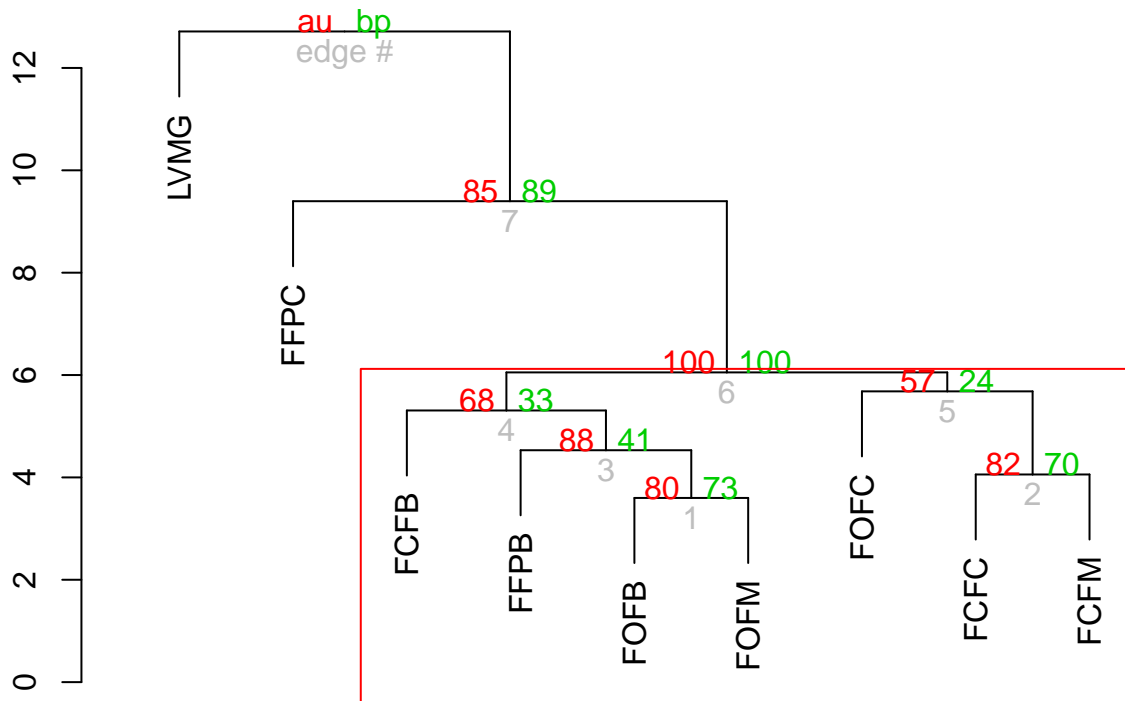 au bp
edge #
12
LVMG
10
85 89
7
8
FFPC
6
100 100
6
57 24
5
68 33
4
88 41
3
4
82 70
2
80 73
1
FOFC
FCFB
FFPB
2
FOFB
FOFM
FCFC
FCFM
0